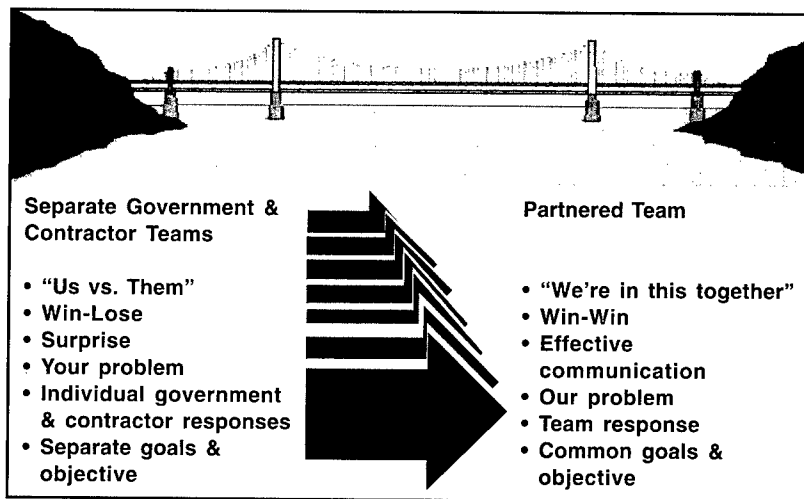 Separate Government &
Contractor Teams
• “Us vs. Them”
• Win-Lose
• Surprise
• Your problem
• Individual government
& contractor responses
• Separate goals &
objective
Partnered Team
• “We’re in this together”
• Win-Win
• Effective
communication
• Our problem
• Team response
• Common goals &
objective